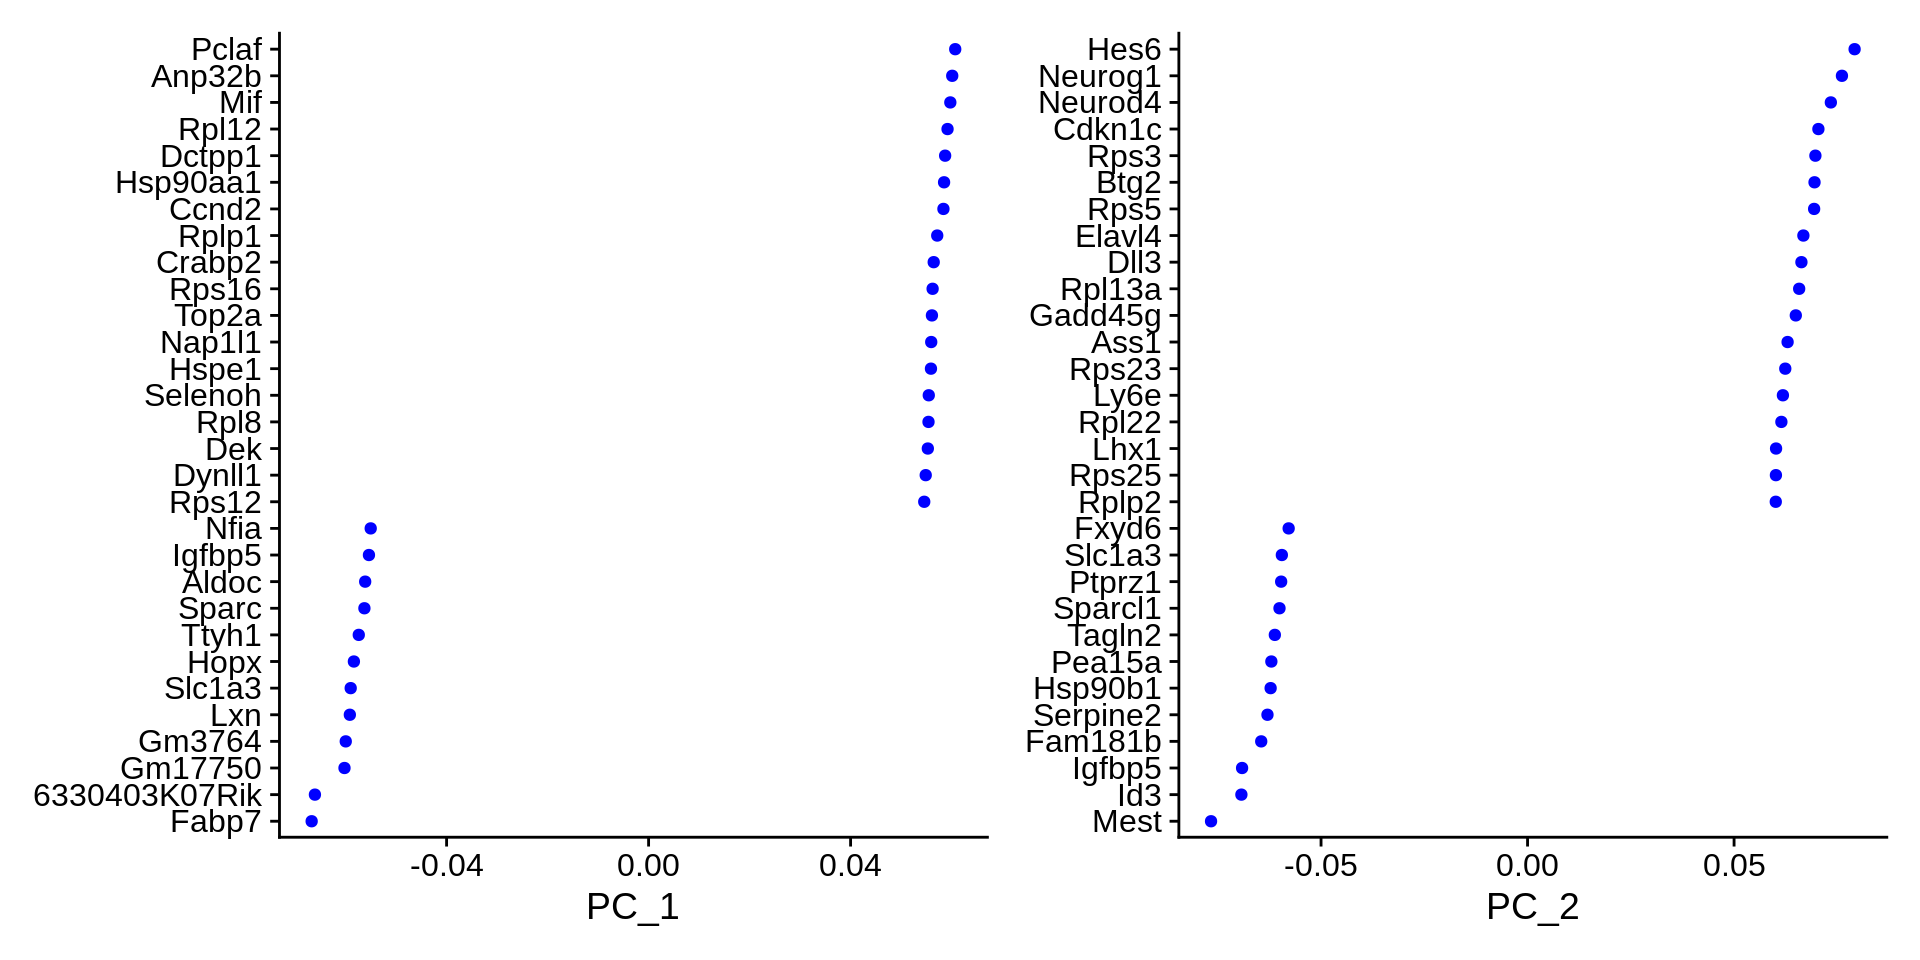 Pclaf
Anp32b
Mif
Rpl12
Dctpp1
Hsp90aa1
Ccnd2
Rplp1
Crabp2
Rps16
Top2a
Nap1l1
Hspe1
Selenoh
Rpl8
Dek
Dynll1
Rps12
Nfia
Igfbp5
Aldoc
Sparc
Ttyh1
Hopx
Slc1a3
Lxn
Gm3764
Gm17750
6330403K07Rik
Fabp7
-0.04 0.00 0.04
PC_1
Hes6
Neurog1
Neurod4
Cdkn1c
Rps3
Btg2
Rps5
Elavl4
Dll3
Rpl13a
Gadd45g
Ass1
Rps23
Ly6e
Rpl22
Lhx1
Rps25
Rplp2
Fxyd6
Slc1a3
Ptprz1
Sparcl1
Tagln2
Pea15a
Hsp90b1
Serpine2
Fam181b
Igfbp5
Id3
Mest
-0.05 0.00 0.05
PC_2